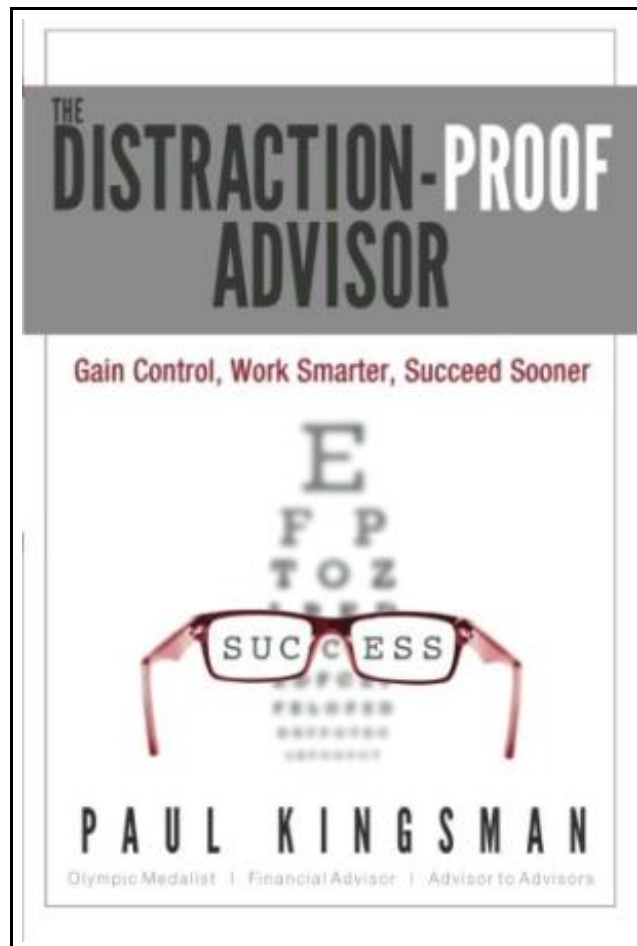 THE
DISTRACTION-PROOF
ADVISOR
Gain Control, Work Smarter, Succeed Sooner
E
F P
T O Z
SUCCESS
FELOPZD
PAUL KINGSMAN
Olympic Medalist | Financial Advisor | Advisor to Advisors